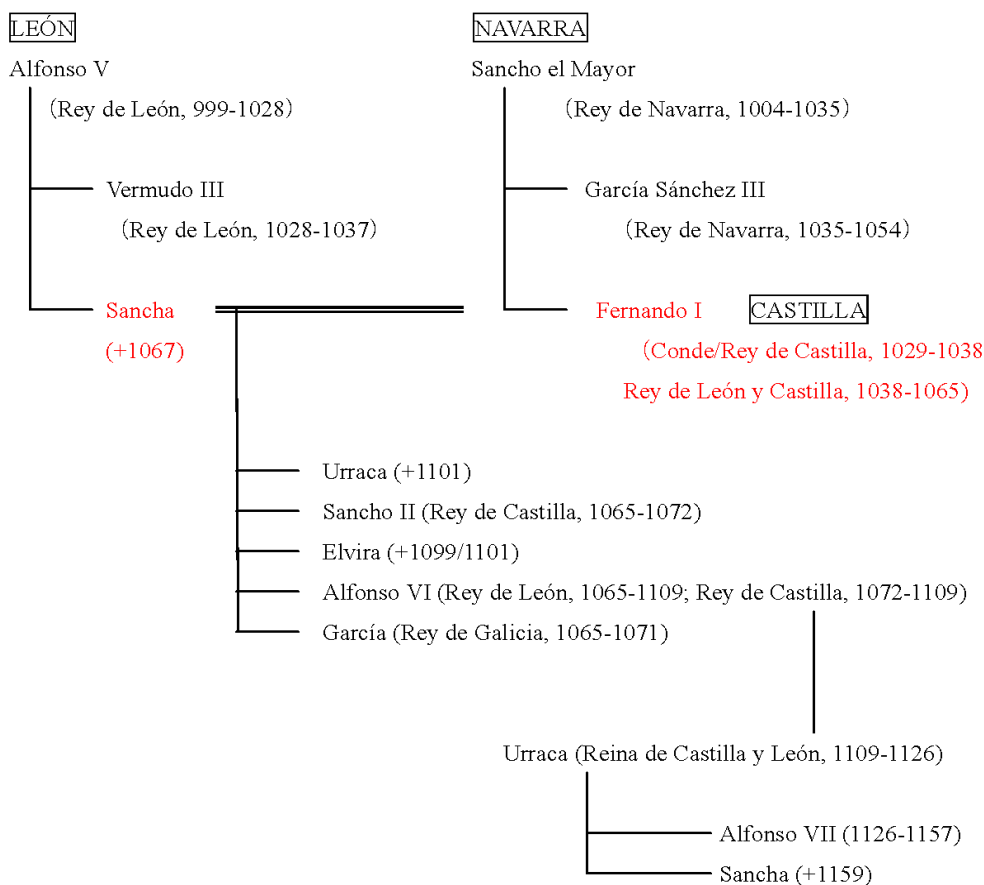 LEÓN
NAVARRA
Alfonso V
Sancho el Mayor
(Rey de León, 999-1028)
(Rey de Navarra, 1004-1035)
Vermudo III
García Sánchez III
(Rey de León, 1028-1037)
(Rey de Navarra, 1035-1054)
Sancha
Fernando I
CASTILLA
(+1067)
(Conde/Rey de Castilla, 1029-1038
Rey de León y Castilla, 1038-1065)
Urraca (+1101)
Sancho II (Rey de Castilla, 1065-1072)
Elvira (+1099/1101)
Alfonso VI (Rey de León, 1065-1109; Rey de Castilla, 1072-1109)
García (Rey de Galicia, 1065-1071)
Urraca (Reina de Castilla y León, 1109-1126)
Alfonso VII (1126-1157)
Sancha (+1159)